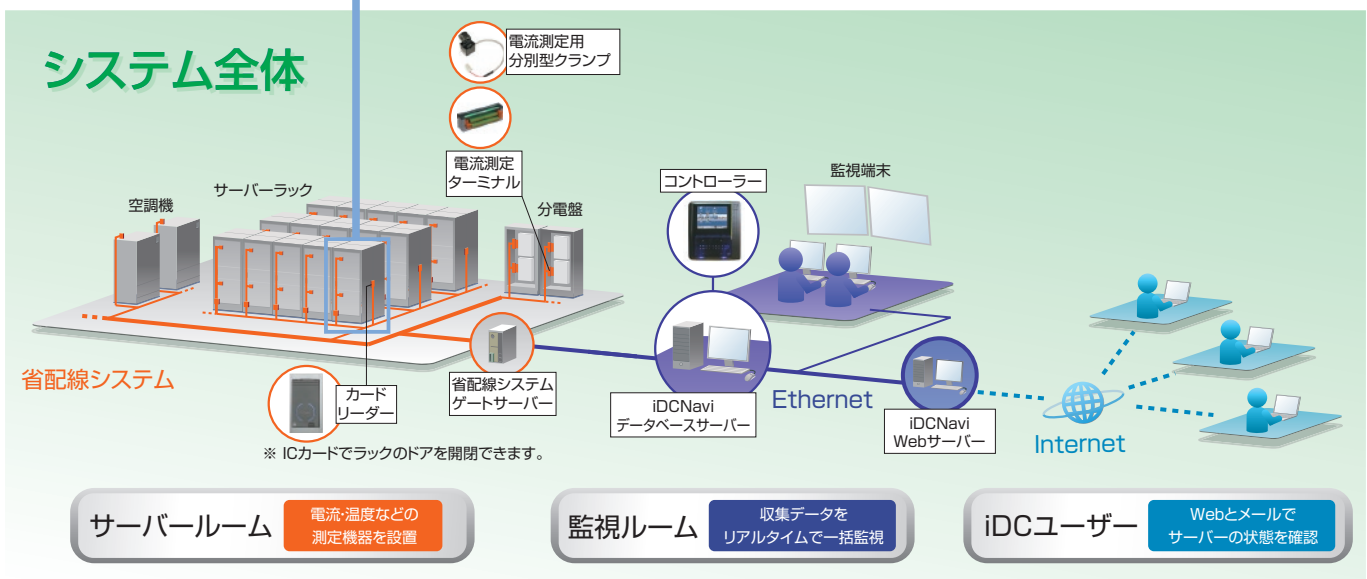 システム全体
電流測定用
分別型クランプ
電流測定
ターミナル
空調機
サーバーラック
分電盤
コントローラー
監視端末
省配線システム
カード
リーダー
省配線システム
ゲートサーバー
iDCNavi
データベースサーバー
Ethernet
iDCNavi
Webサーバー
Internet
※ ICカードでラックのドアを開閉できます。
サーバールーム
電流・温度などの
測定機器を設置
監視ルーム
収集データを
リアルタイムで一括監視
iDCユーザー
Webとメールで
サーバーの状態を確認